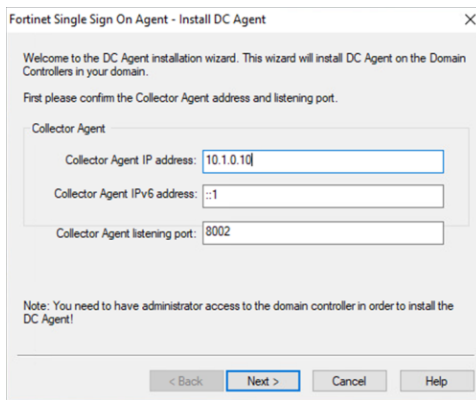 Fortinet Single Sign On Agent - Install DC Agent
Welcome to the DC Agent installation wizard. This wizard will install DC Agent on the Domain
Controllers in your domain.
First please confirm the Collector Agent address and listening port.
Collector Agent
Collector Agent IP address: 10.1.0.10
Collector Agent IPv6 address: ::1
Collector Agent listening port: 8002
Note: You need to have administrator access to the domain controller in order to install the
DC Agent!
< Back Next > Cancel Help